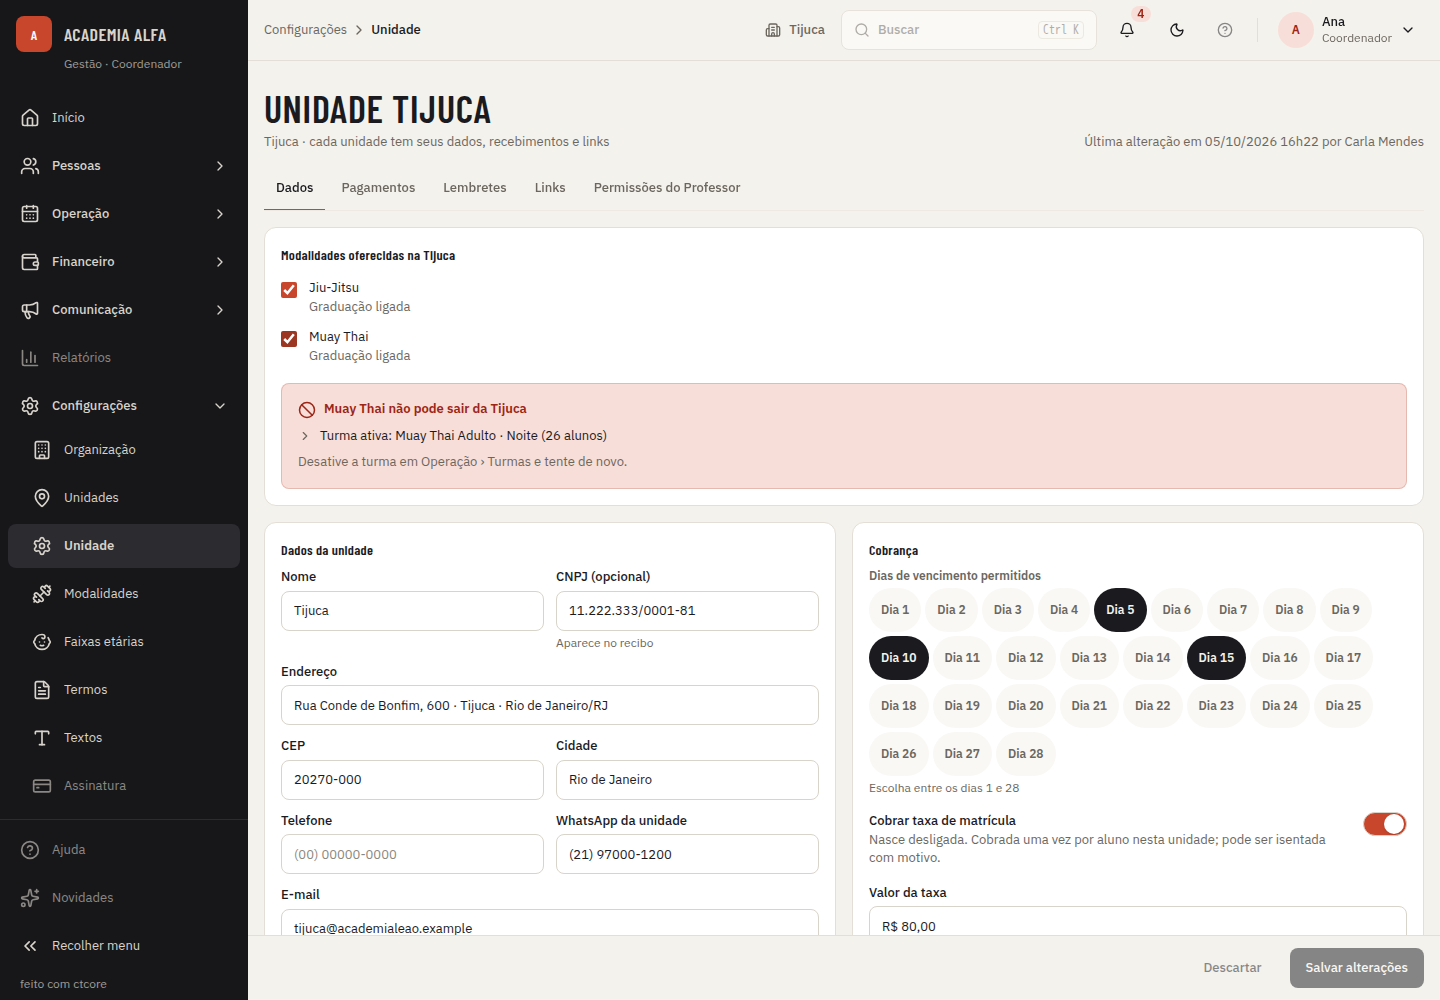 A
ACADEMIA ALFA
Gestão · Coordenador
Início
Pessoas
Operação
Financeiro
Comunicação
Relatórios
Configurações
Organização
Unidades
Unidade
Modalidades
Faixas etárias
Termos
Textos
Assinatura
Ajuda
Novidades
Recolher menu
feito com ctcore
Configurações > Unidade
Tijuca
Buscar
Ctrl K
4
A
Ana
Coordenador
UNIDADE TIJUCA
Tijuca · cada unidade tem seus dados, recebimentos e links
Última alteração em 05/10/2026 16h22 por Carla Mendes
Dados Pagamentos Lembretes Links Permissões do Professor
Modalidades oferecidas na Tijuca
Jiu-Jitsu
Graduação ligada
Muay Thai
Graduação ligada
Muay Thai não pode sair da Tijuca
Turma ativa: Muay Thai Adulto · Noite (26 alunos)
Desative a turma em Operação › Turmas e tente de novo.
Dados da unidade
Nome
Tijuca
CNPJ (opcional)
11.222.333/0001-81
Aparece no recibo
Endereço
Rua Conde de Bonfim, 600 · Tijuca · Rio de Janeiro/RJ
CEP
20270-000
Cidade
Rio de Janeiro
Telefone
(00) 00000-0000
WhatsApp da unidade
(21) 97000-1200
E-mail
tijuca@academialeao.example
Cobrança
Dias de vencimento permitidos
Dia 1 Dia 2 Dia 3 Dia 4 Dia 5 Dia 6 Dia 7 Dia 8 Dia 9
Dia 10 Dia 11 Dia 12 Dia 13 Dia 14 Dia 15 Dia 16 Dia 17
Dia 18 Dia 19 Dia 20 Dia 21 Dia 22 Dia 23 Dia 24 Dia 25
Dia 26 Dia 27 Dia 28
Escolha entre os dias 1 e 28
Cobrar taxa de matrícula
Nasce desligada. Cobrada uma vez por aluno nesta unidade; pode ser isentada
com motivo.
Valor da taxa
R$ 80,00
Descartar
Salvar alterações